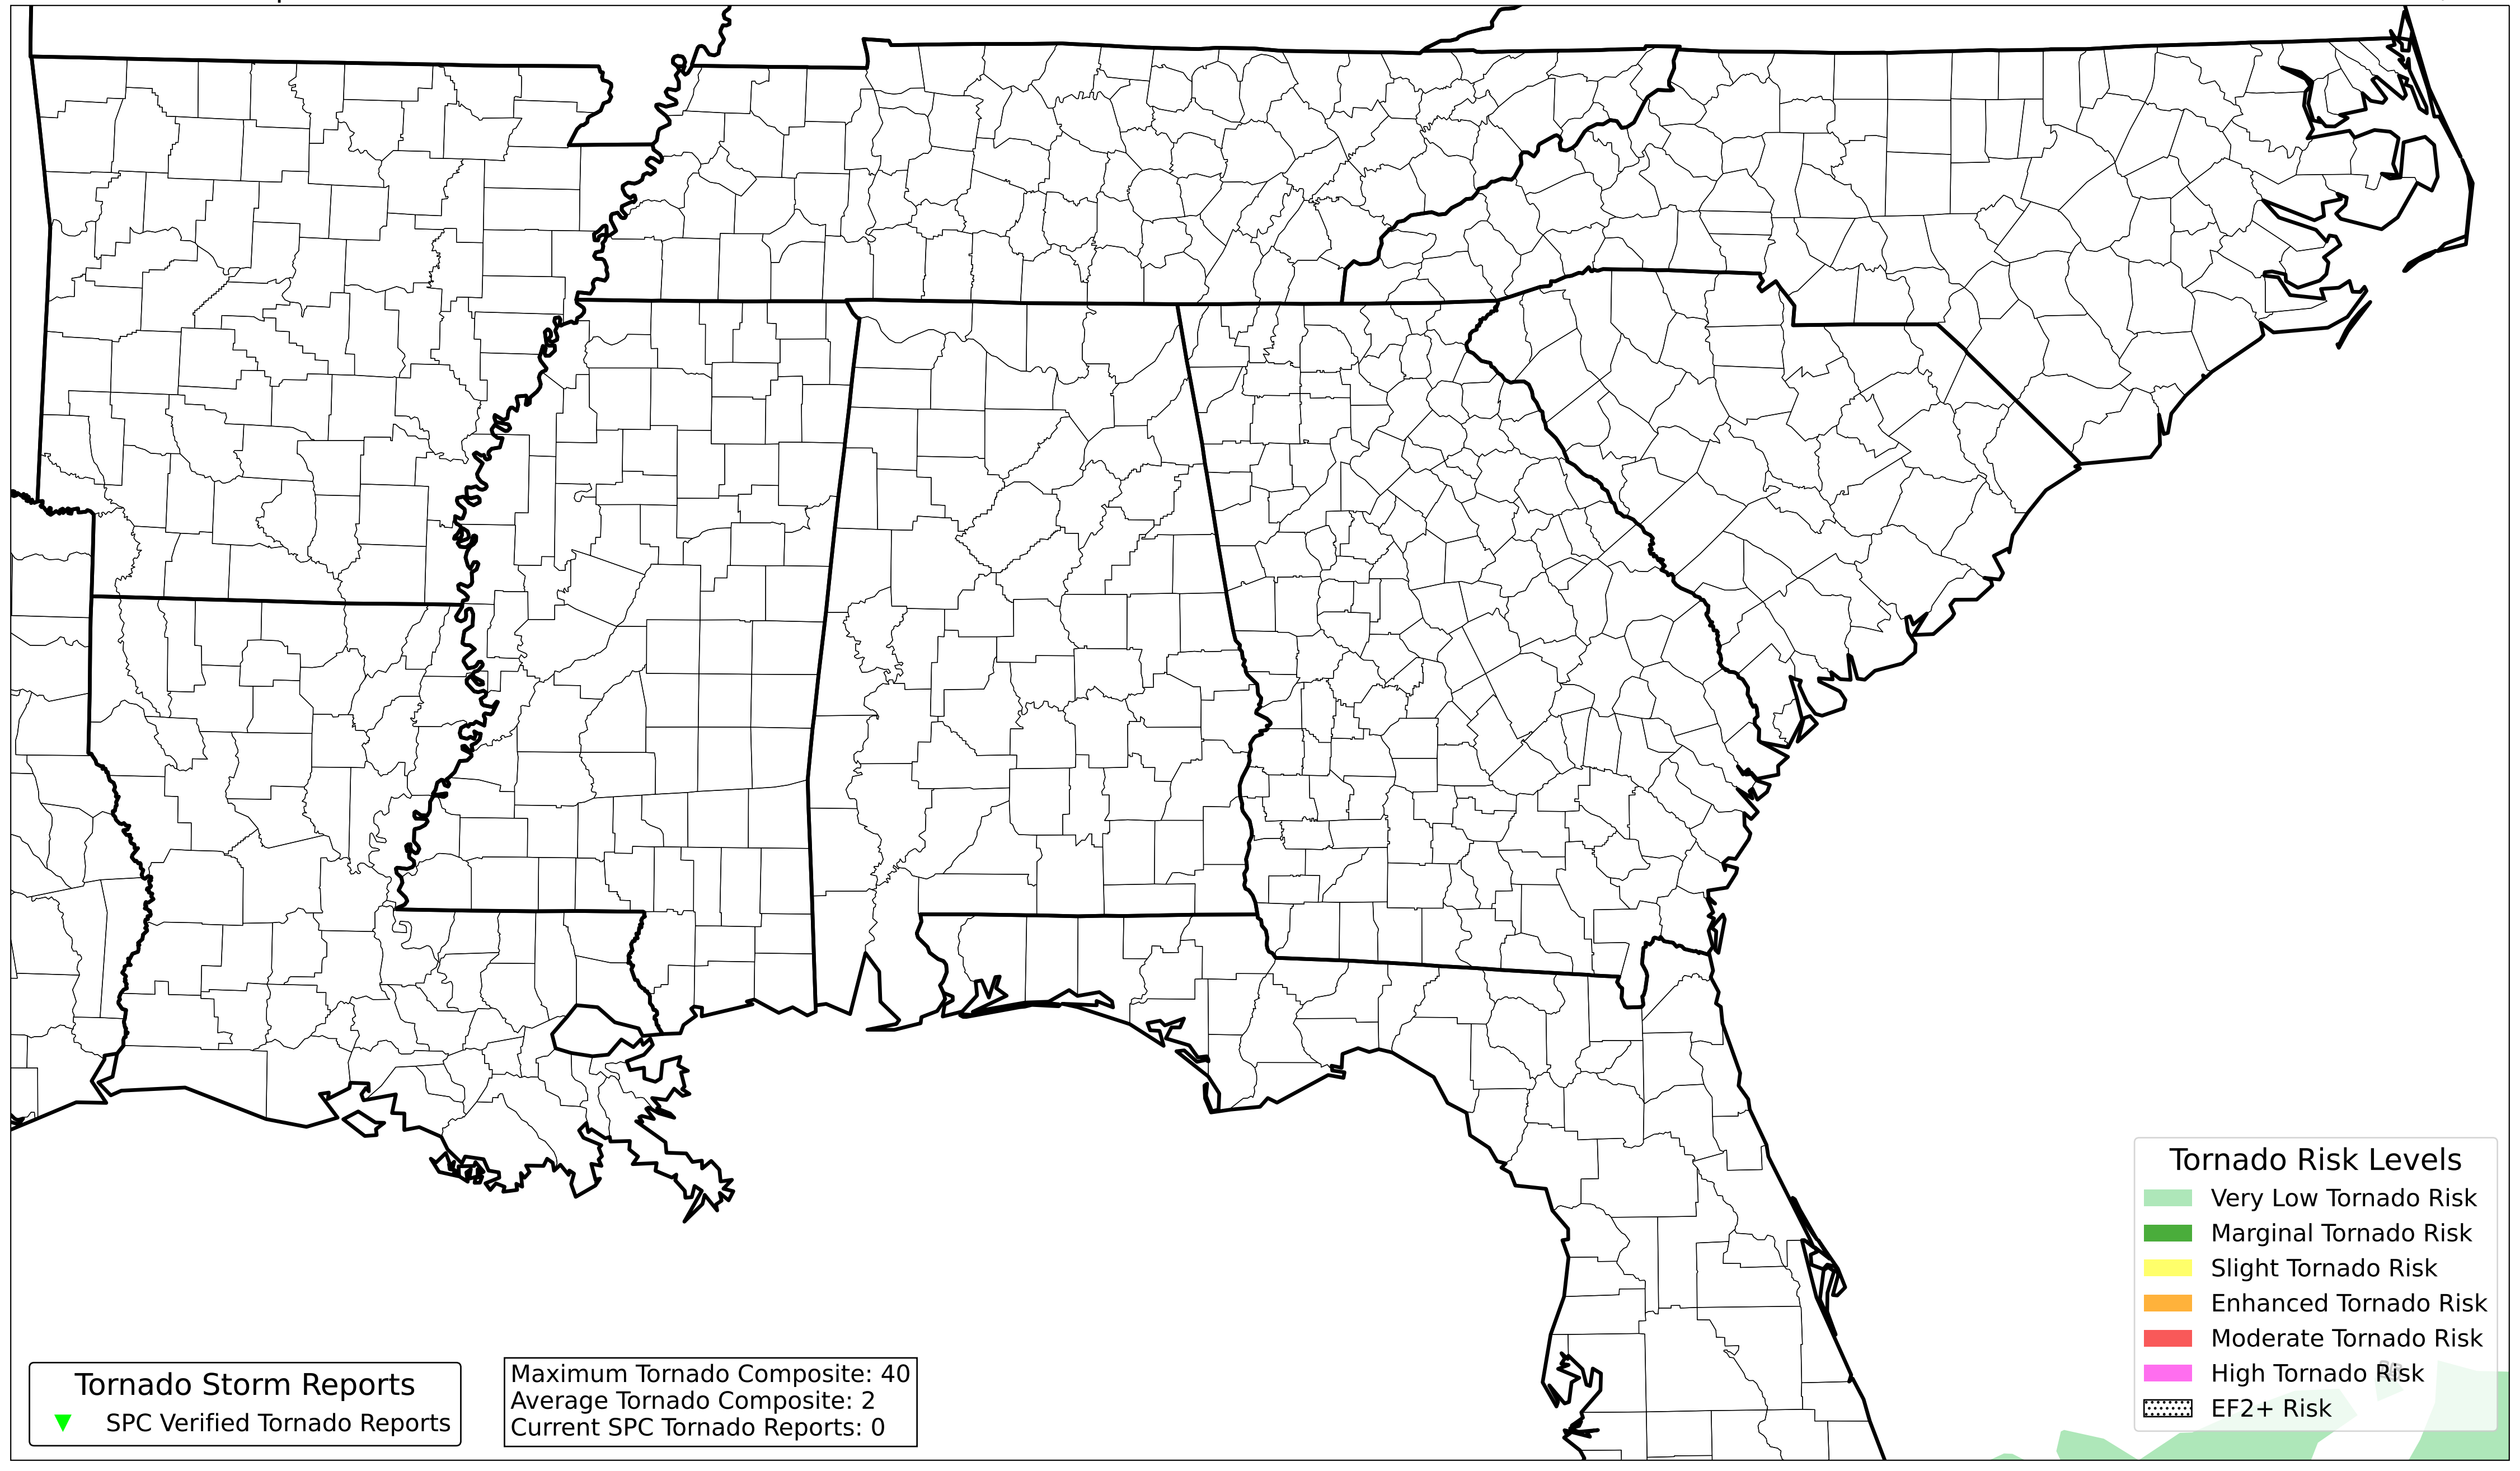 Tornado Risk Levels
Very Low Tornado Risk
Marginal Tornado Risk
Slight Tornado Risk
Enhanced Tornado Risk
Moderate Tornado Risk
High Tornado Risk
EF2+ Risk
Tornado Storm Reports
SPC Verified Tornado Reports
Maximum Tornado Composite: 40
Average Tornado Composite: 2
Current SPC Tornado Reports: 0